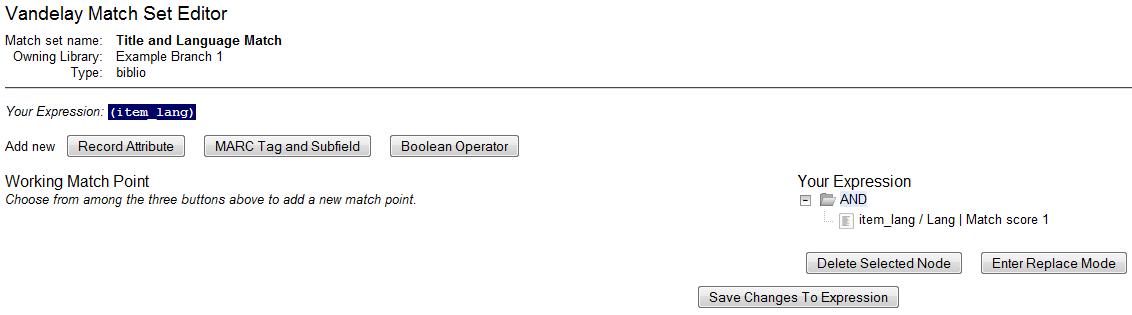 Vandelay Match Set Editor
Match set name: Title and Language Match
Owning Library: Example Branch 1
Type: biblio
Your Expression: (item_lang)
Add new Record Attribute MARC Tag and Subfield Boolean Operator
Working Match Point
Choose from among the three buttons above to add a new match point.
Your Expression
AND
item_lang / Lang | Match score 1
Delete Selected Node Enter Replace Mode
Save Changes To Expression